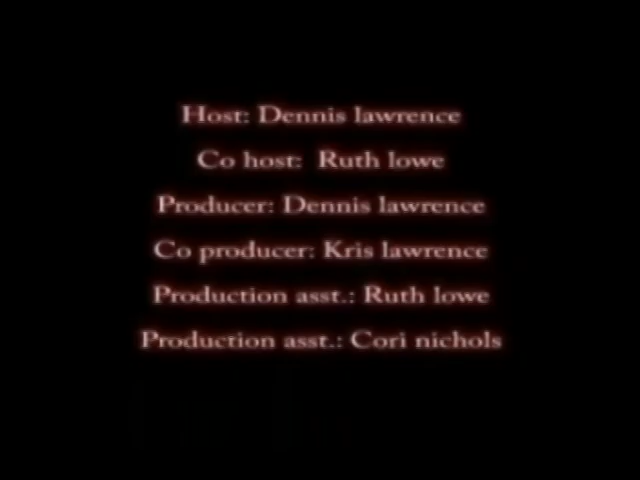 Host: Dennis lawrence
Co host: Ruth lowe
Producer: Dennis lawrence
Co producer: Kris lawrence
Production asst.: Ruth lowe
Production asst.: Cori nichols